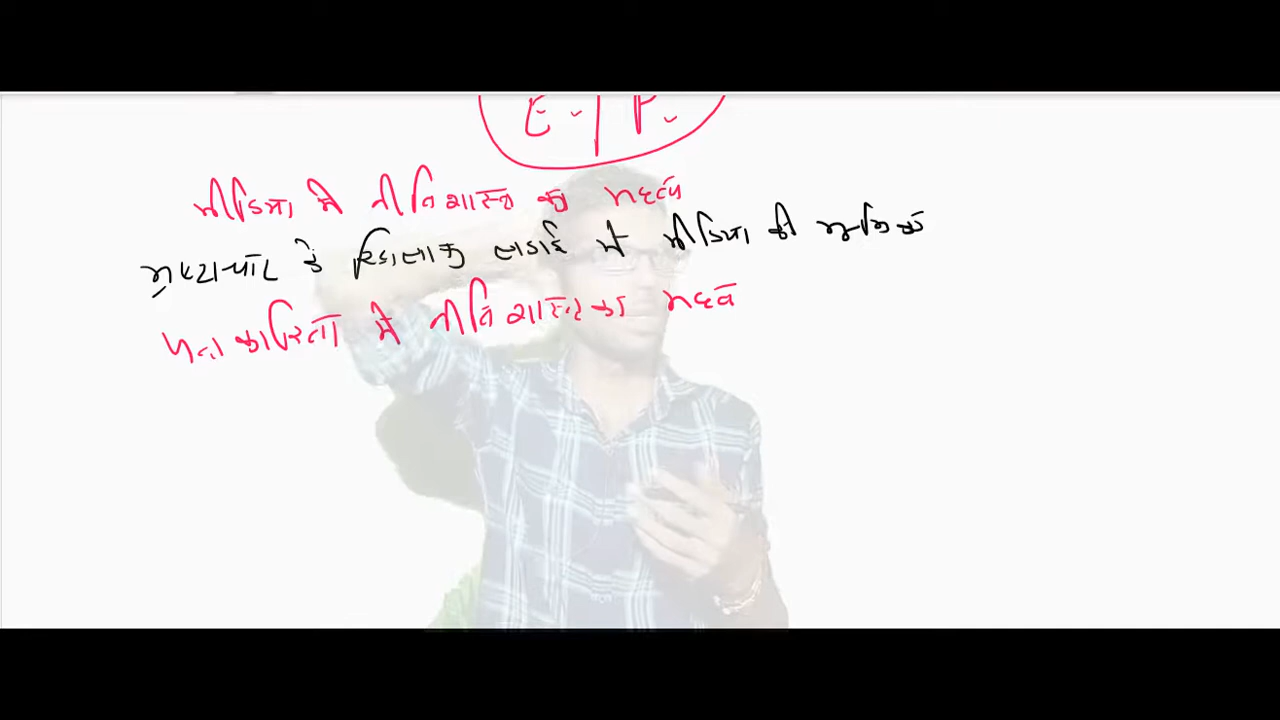 E. / P.
मीडिया में नीतिशास्त्र का महत्व
भ्रष्टाचार के खिलाफ लडाई में मीडिया की भूमिका
पत्रकारिता में नीतिशास्त्र का महत्व